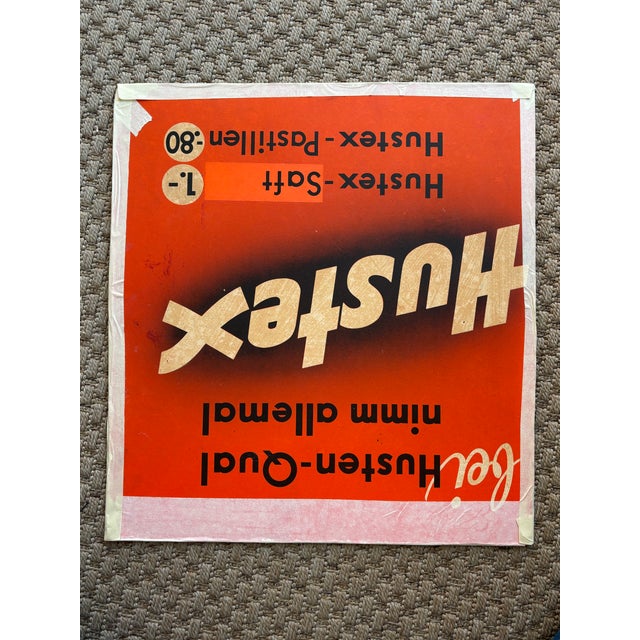 bei
Husten-Qual
nimm allemal
Hustex
Hustex-Saft 1.-
Hustex-Pastillen -.80